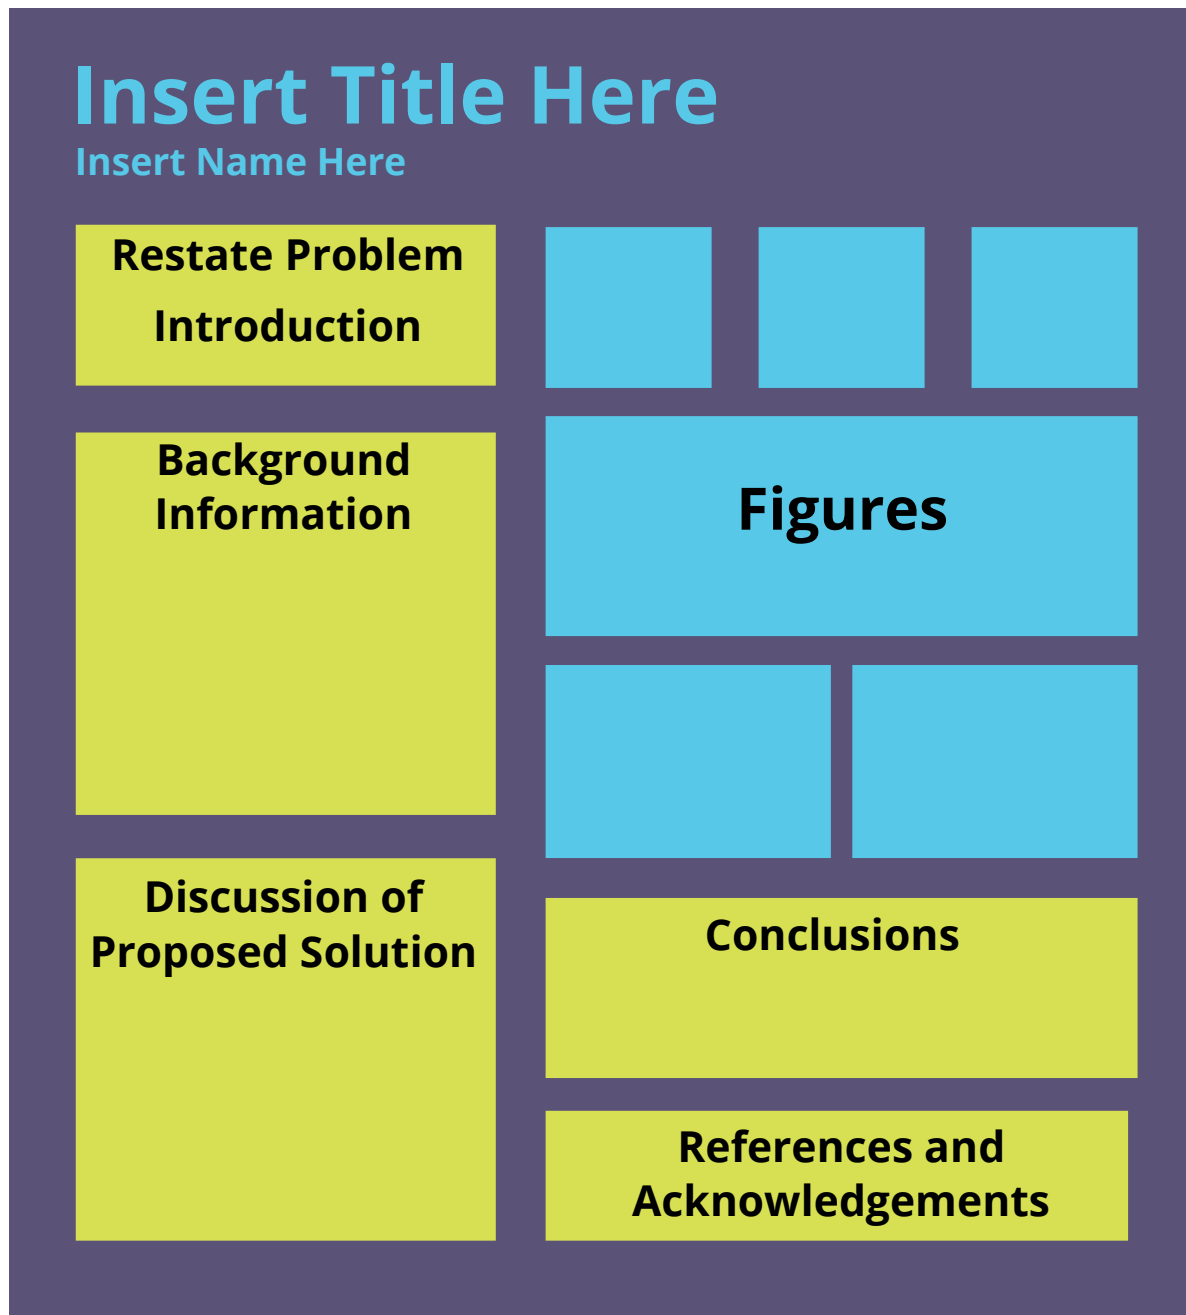 Insert Title Here
Insert Name Here
Restate Problem
Introduction
Background
Information
Discussion of
Proposed Solution
Figures
Conclusions
References and
Acknowledgements